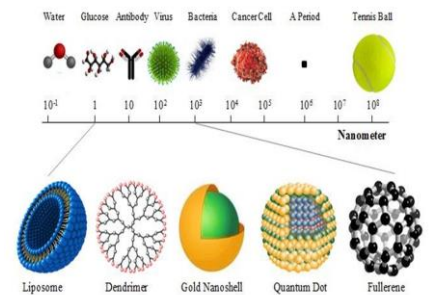 Water Glucose Antibody Virus Bacteria Cancer Cell A Period Tennis Ball
10⁻¹ 1 10 10² 10³ 10⁴ 10⁵ 10⁶ 10⁷ 10⁸
Nanometer
Liposome Dendrimer Gold Nanoshell Quantum Dot Fullerene